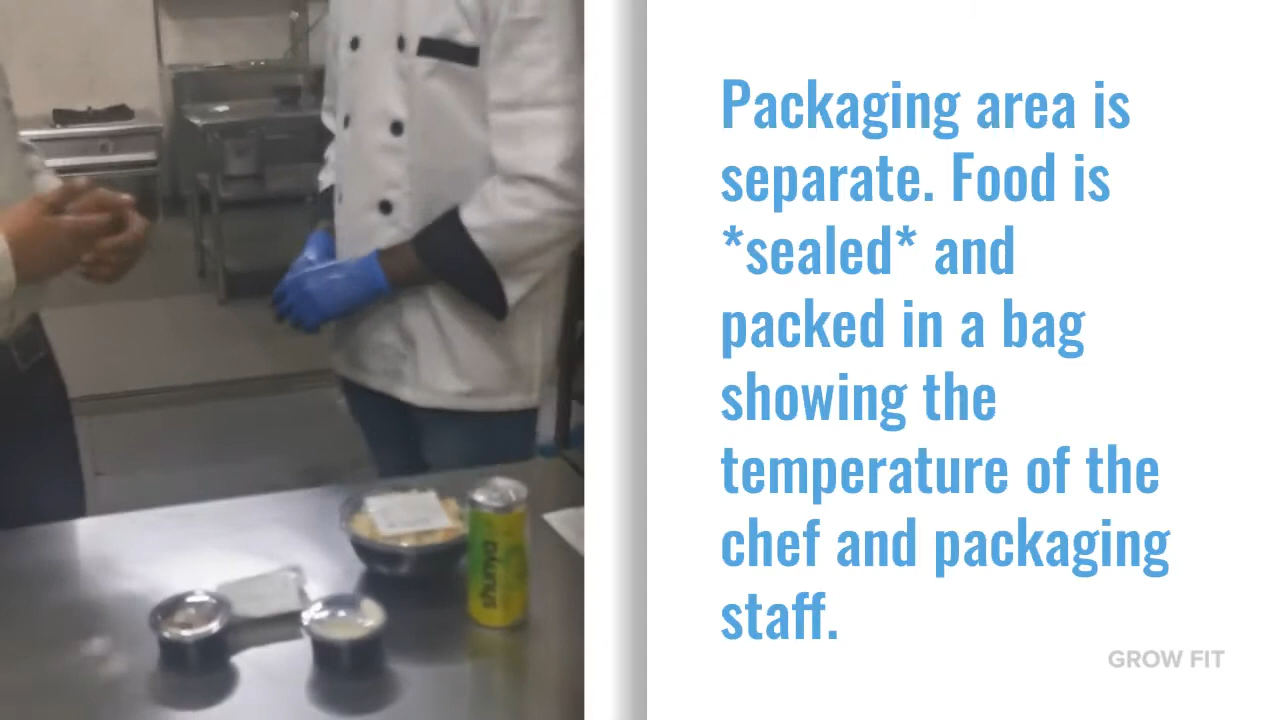 Packaging area is
separate. Food is
*sealed* and
packed in a bag
showing the
temperature of the
chef and packaging
staff.
GROW FIT
shunya